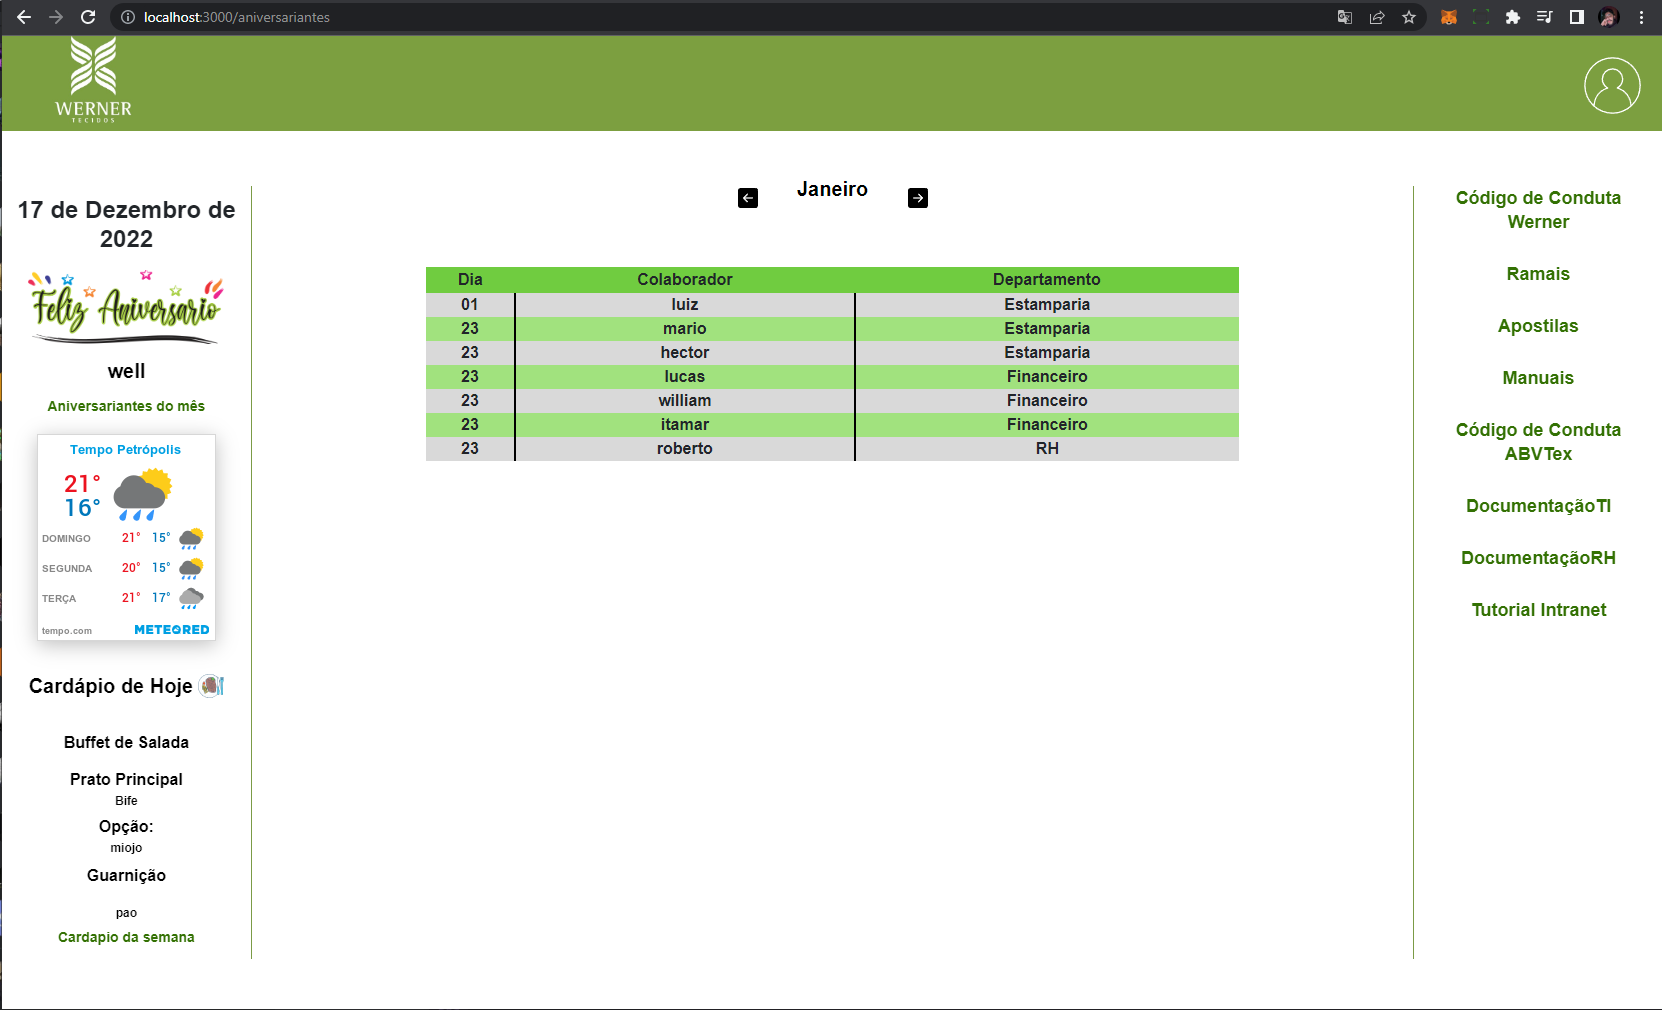 localhost:3000/aniversariantes
WERNER
TECIDOS
17 de Dezembro de
2022
Feliz Aniversario
well
Aniversariantes do mês
Tempo Petrópolis
21°
16°
DOMINGO 21° 15°
SEGUNDA 20° 15°
TERÇA 21° 17°
tempo.com METEORED
Cardápio de Hoje
Buffet de Salada
Prato Principal
Bife
Opção:
miojo
Guarnição
pao
Cardapio da semana
Janeiro
Dia Colaborador Departamento
01 luiz Estamparia
23 mario Estamparia
23 hector Estamparia
23 lucas Financeiro
23 william Financeiro
23 itamar Financeiro
23 roberto RH
Código de Conduta
Werner
Ramais
Apostilas
Manuais
Código de Conduta
ABVTex
DocumentaçãoTI
DocumentaçãoRH
Tutorial Intranet